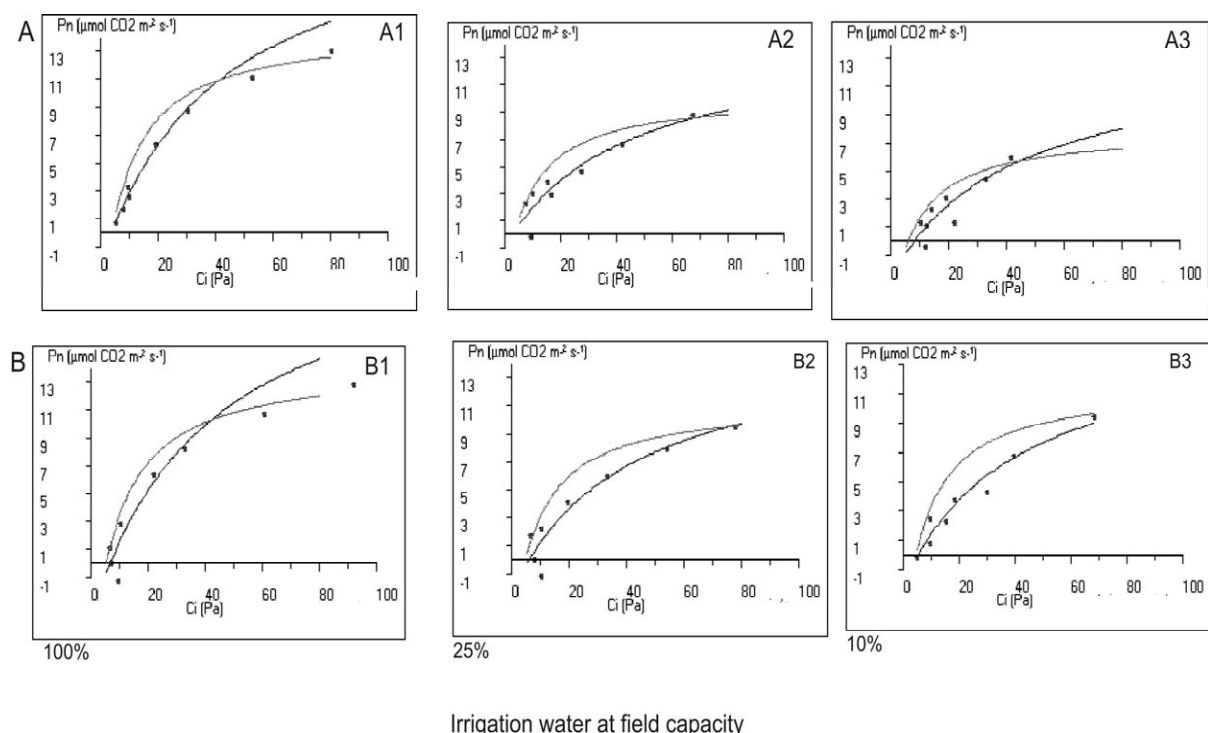 A
Pn (µmol CO2 m-² s-¹)
A1
13
11
9
7
5
3
1
-1
0 20 40 60 80 100
Ci (Pa)
Pn (µmol CO2 m-² s-¹)
A2
13
11
9
7
5
3
1
-1
0 20 40 60 80 100
Ci (Pa)
Pn (µmol CO2 m-² s-¹)
A3
13
11
9
7
5
3
1
-1
0 20 40 60 80 100
Ci (Pa)
B
Pn (µmol CO2 m-² s-¹)
B1
13
11
9
7
5
3
1
-1
0 20 40 60 80 100
Ci (Pa)
100%
Pn (µmol CO2 m-² s-¹)
B2
13
11
9
7
5
3
1
-1
0 20 40 60 80 100
Ci (Pa)
25%
Pn (µmol CO2 m-² s-¹)
B3
13
11
9
7
5
3
1
-1
0 20 40 60 80 100
Ci (Pa)
10%
Irrigation water at field capacity